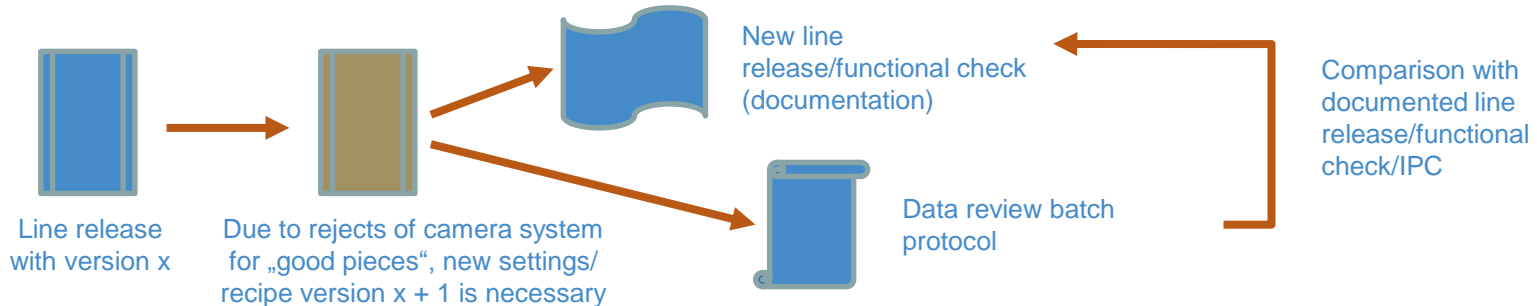 Line release
with version x
Due to rejects of camera system
for „good pieces“, new settings/
recipe version x + 1 is necessary
New line
release/functional check
(documentation)
Data review batch
protocol
Comparison with
documented line
release/functional
check/IPC